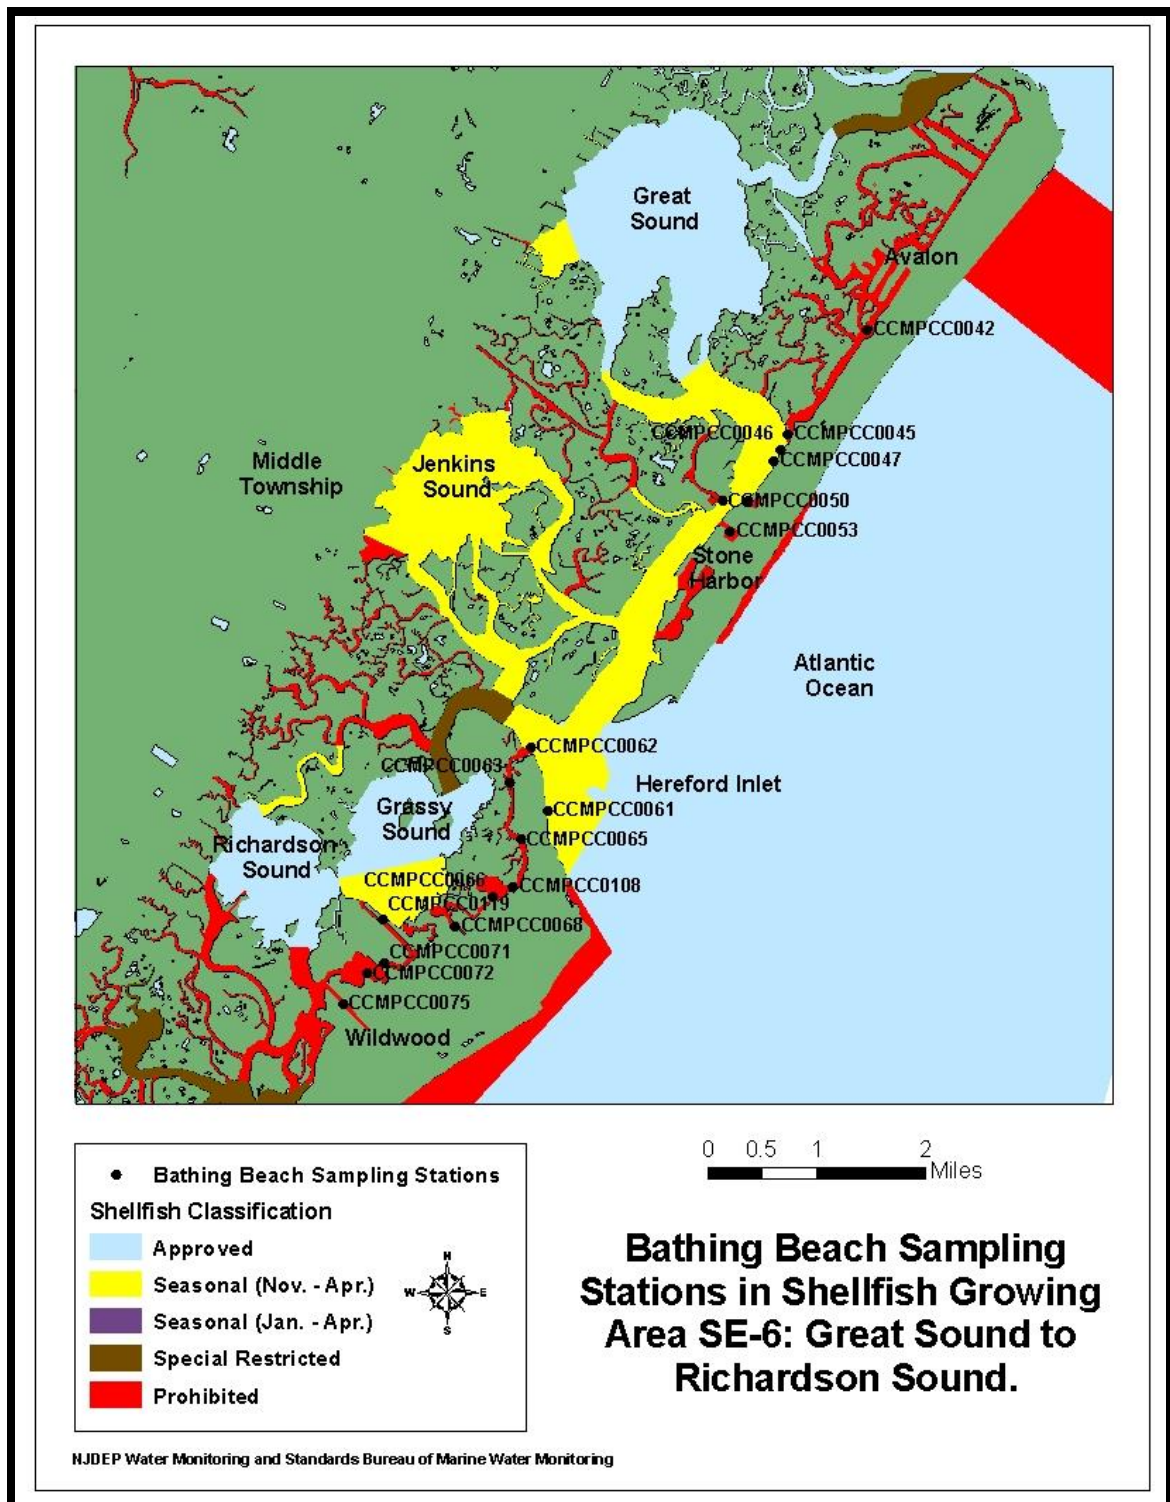 Great
Sound
Avalon
CCMPCC0042
CCMPCC0046
CCMPCC0045
CCMPCC0047
Middle
Township
Jenkins
Sound
CCMPCC0050
CCMPCC0053
Stone
Harbor
Atlantic
Ocean
CCMPCC0062
CCMPCC0063
Hereford Inlet
Grassy
Sound
CCMPCC0061
Richardson
Sound
CCMPCC0065
CCMPCC0066
CCMPCC0108
CCMPCC0119
CCMPCC0068
CCMPCC0071
CCMPCC0072
CCMPCC0075
Wildwood
Bathing Beach Sampling Stations
Shellfish Classification
Approved
Seasonal (Nov. - Apr.)
Seasonal (Jan. - Apr.)
Special Restricted
Prohibited
N
W E
S
0 0.5 1 2
Miles
Bathing Beach Sampling
Stations in Shellfish Growing
Area SE-6: Great Sound to
Richardson Sound.
NJDEP Water Monitoring and Standards Bureau of Marine Water Monitoring